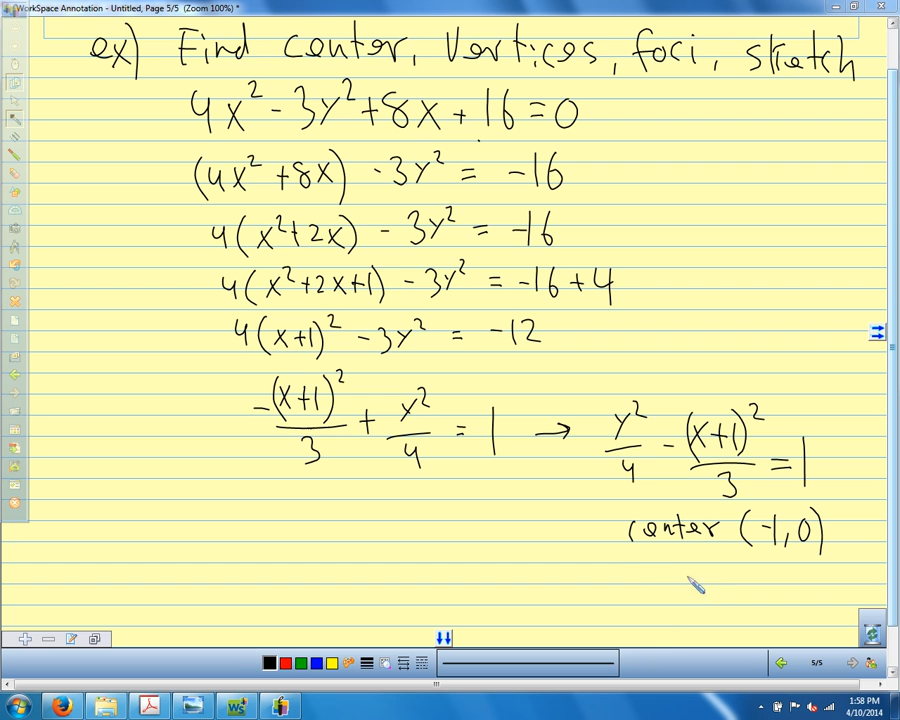 WorkSpace Annotation - Untitled, Page 5/5 (Zoom 100%) *
ex) Find center, vertices, foci, sketch
4x² - 3y² + 8x + 16 = 0
(4x² + 8x) - 3y² = -16
4(x² + 2x) - 3y² = -16
4(x² + 2x + 1) - 3y² = -16 + 4
4(x+1)² - 3y² = -12
-(x+1)²/3 + y²/4 = 1 → y²/4 - (x+1)²/3 = 1
center (-1, 0)
5/5
1:58 PM
4/10/2014